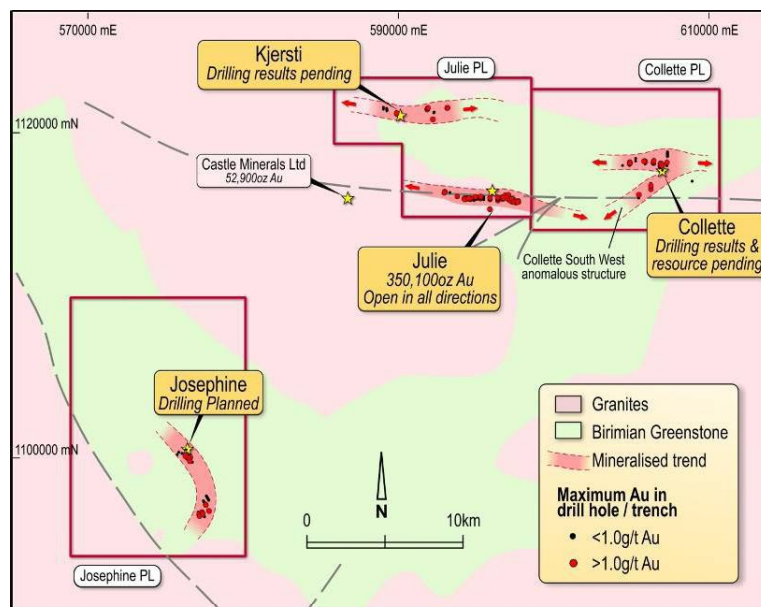 570000 mE
590000 mE
610000 mE
Kjersti
Drilling results pending
Julie PL
Collette PL
1120000 mN
Castle Minerals Ltd
52,900oz Au
Julie
350,100oz Au
Open in all directions
Collette South West
anomalous structure
Collette
Drilling results &
resource pending
Josephine
Drilling Planned
1100000 mN
Josephine PL
N
0
10km
Granites
Birimian Greenstone
Mineralised trend
Maximum Au in
drill hole / trench
<1.0g/t Au
>1.0g/t Au